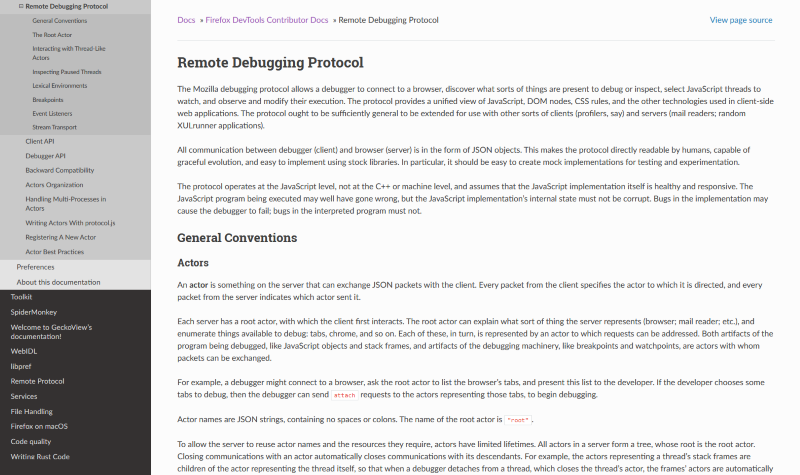 Remote Debugging Protocol
General Conventions
The Root Actor
Interacting with Thread-Like
Actors
Inspecting Paused Threads
Lexical Environments
Breakpoints
Event Listeners
Stream Transport
Client API
Debugger API
Backward Compatibility
Actors Organization
Handling Multi-Processes in
Actors
Writing Actors With protocol.js
Registering A New Actor
Actor Best Practices
Preferences
About this documentation
Toolkit
SpiderMonkey
Welcome to GeckoView's
documentation!
WebIDL
libpref
Remote Protocol
Services
File Handling
Firefox on macOS
Code quality
Writing Rust Code
Docs » Firefox DevTools Contributor Docs » Remote Debugging Protocol
View page source
Remote Debugging Protocol
The Mozilla debugging protocol allows a debugger to connect to a browser, discover what sorts of things are present to debug or inspect, select JavaScript threads to
watch, and observe and modify their execution. The protocol provides a unified view of JavaScript, DOM nodes, CSS rules, and the other technologies used in client-side
web applications. The protocol ought to be sufficiently general to be extended for use with other sorts of clients (profilers, say) and servers (mail readers; random
XULrunner applications).
All communication between debugger (client) and browser (server) is in the form of JSON objects. This makes the protocol directly readable by humans, capable of
graceful evolution, and easy to implement using stock libraries. In particular, it should be easy to create mock implementations for testing and experimentation.
The protocol operates at the JavaScript level, not at the C++ or machine level, and assumes that the JavaScript implementation itself is healthy and responsive. The
JavaScript program being executed may well have gone wrong, but the JavaScript implementation's internal state must not be corrupt. Bugs in the implementation may
cause the debugger to fail; bugs in the interpreted program must not.
General Conventions
Actors
An actor is something on the server that can exchange JSON packets with the client. Every packet from the client specifies the actor to which it is directed, and every
packet from the server indicates which actor sent it.
Each server has a root actor, with which the client first interacts. The root actor can explain what sort of thing the server represents (browser; mail reader; etc.), and
enumerate things available to debug: tabs, chrome, and so on. Each of these, in turn, is represented by an actor to which requests can be addressed. Both artifacts of the
program being debugged, like JavaScript objects and stack frames, and artifacts of the debugging machinery, like breakpoints and watchpoints, are actors with whom
packets can be exchanged.
For example, a debugger might connect to a browser, ask the root actor to list the browser's tabs, and present this list to the developer. If the developer chooses some
tabs to debug, then the debugger can send attach requests to the actors representing those tabs, to begin debugging.
Actor names are JSON strings, containing no spaces or colons. The name of the root actor is "root".
To allow the server to reuse actor names and the resources they require, actors have limited lifetimes. All actors in a server form a tree, whose root is the root actor.
Closing communications with an actor automatically closes communications with its descendants. For example, the actors representing a thread's stack frames are
children of the actor representing the thread itself, so that when a debugger detaches from a thread, which closes the thread's actor, the frames' actors are automatically